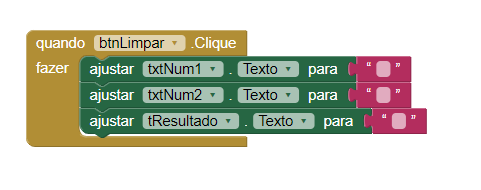 quando btnLimpar .Clique
fazer ajustar txtNum1 . Texto para “ ”
ajustar txtNum2 . Texto para “ ”
ajustar tResultado . Texto para “ ”